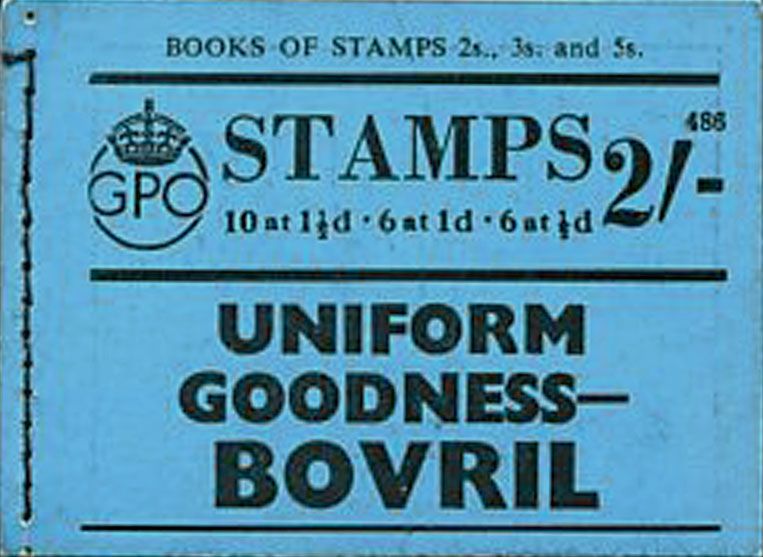 BOOKS OF STAMPS 2s., 3s. and 5s.
486
GPO
STAMPS 2/-
10 at 1½d · 6 at 1d · 6 at ½d
UNIFORM
GOODNESS—
BOVRIL